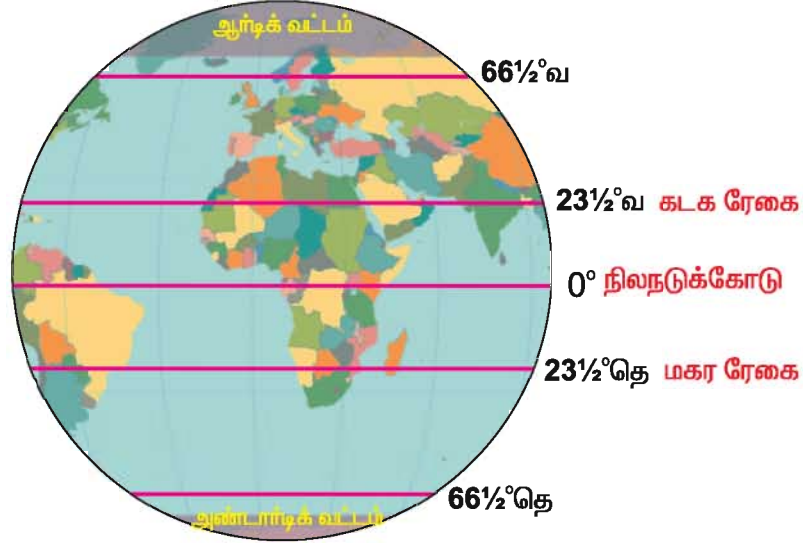 ஆர்டிக் வட்டம்
66½°வ
23½°வ கடக ரேகை
0° நிலநடுக்கோடு
23½°தெ மகர ரேகை
66½°தெ
அண்டார்டிக் வட்டம்